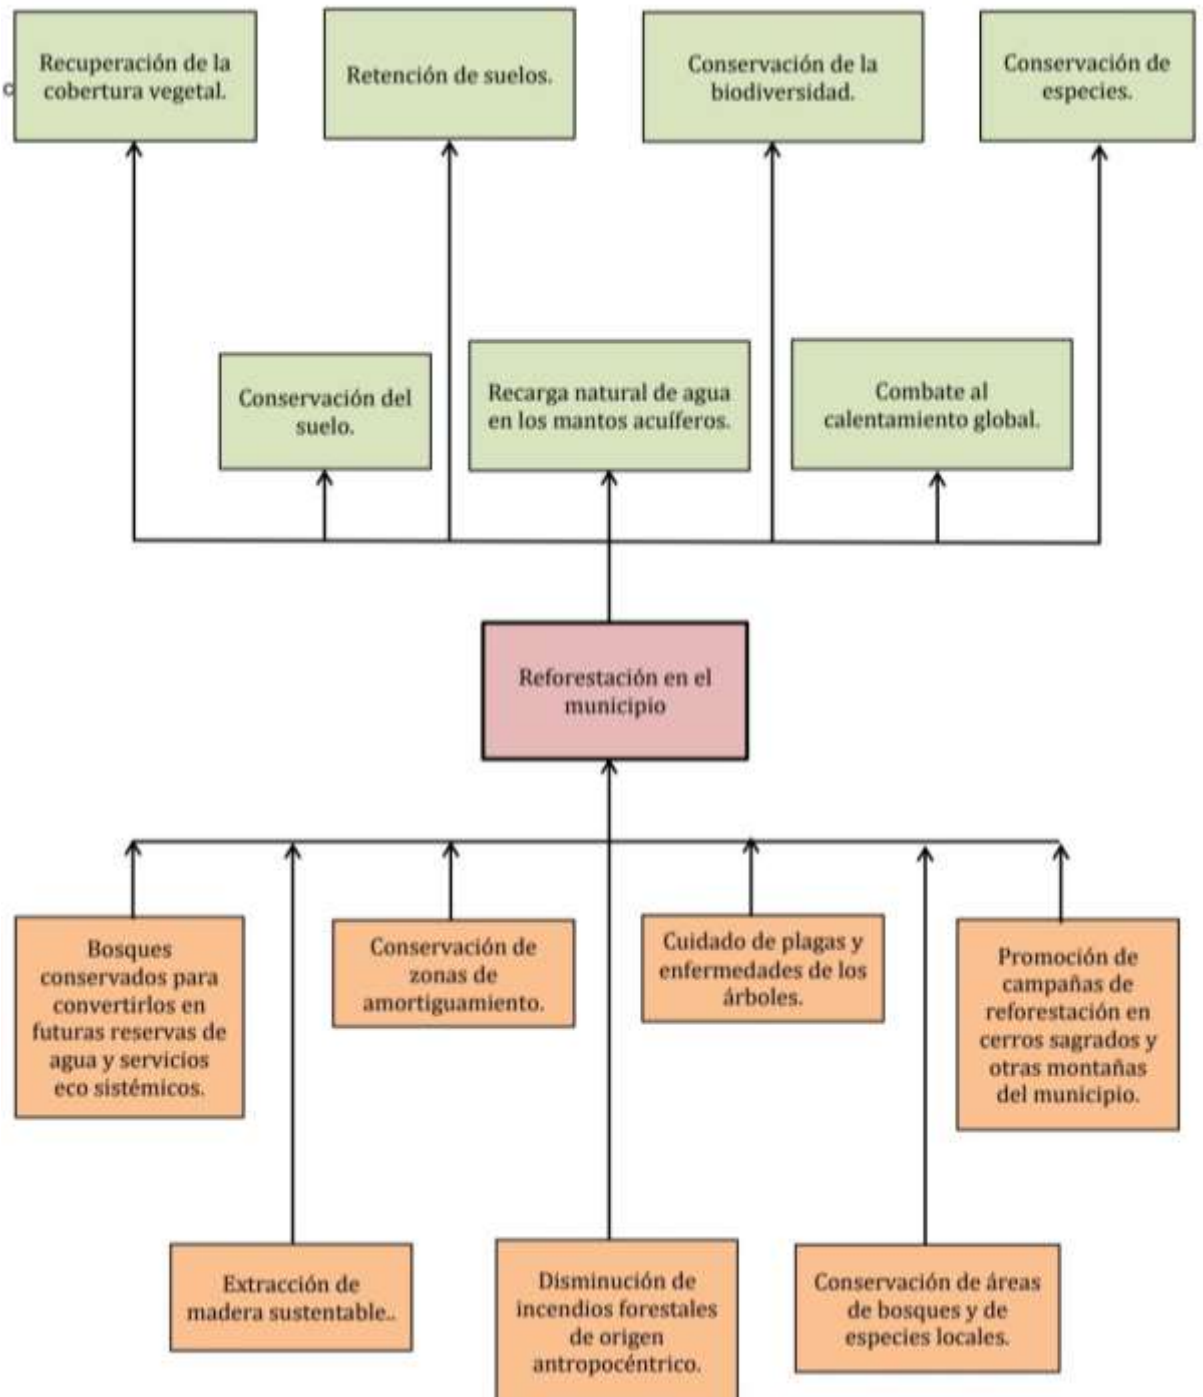 Recuperación de la
cobertura vegetal.
Retención de suelos.
Conservación de la
biodiversidad.
Conservación de
especies.
Conservación del
suelo.
Recarga natural de agua
en los mantos acuíferos.
Combate al
calentamiento global.
Reforestación en el
municipio
Bosques
conservados para
convertirlos en
futuras reservas de
agua y servicios
eco sistémicos.
Conservación de
zonas de
amortiguamiento.
Cuidado de plagas y
enfermedades de los
árboles.
Promoción de
campañas de
reforestación en
cerros sagrados y
otras montañas
del municipio.
Extracción de
madera sustentable..
Disminución de
incendios forestales
de origen
antropocéntrico.
Conservación de áreas
de bosques y de
especies locales.